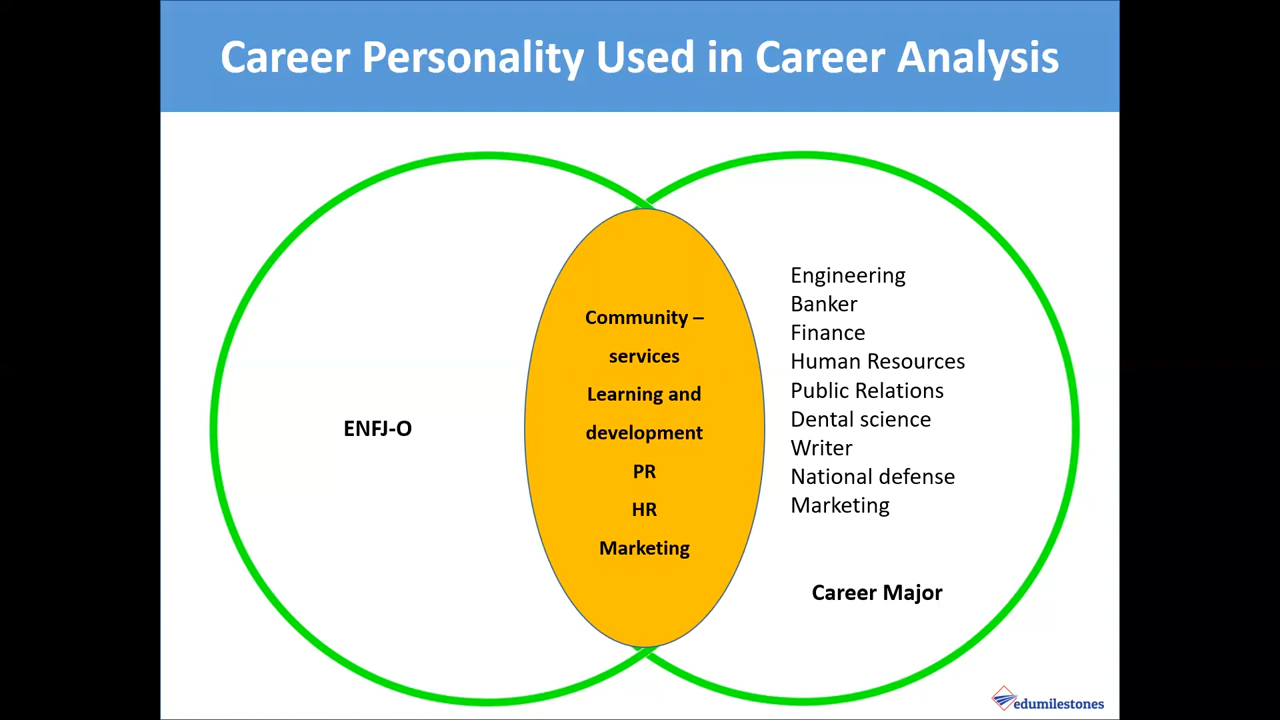 Career Personality Used in Career Analysis
ENFJ-O
Community –
services
Learning and
development
PR
HR
Marketing
Engineering
Banker
Finance
Human Resources
Public Relations
Dental science
Writer
National defense
Marketing
Career Major
edumilestones